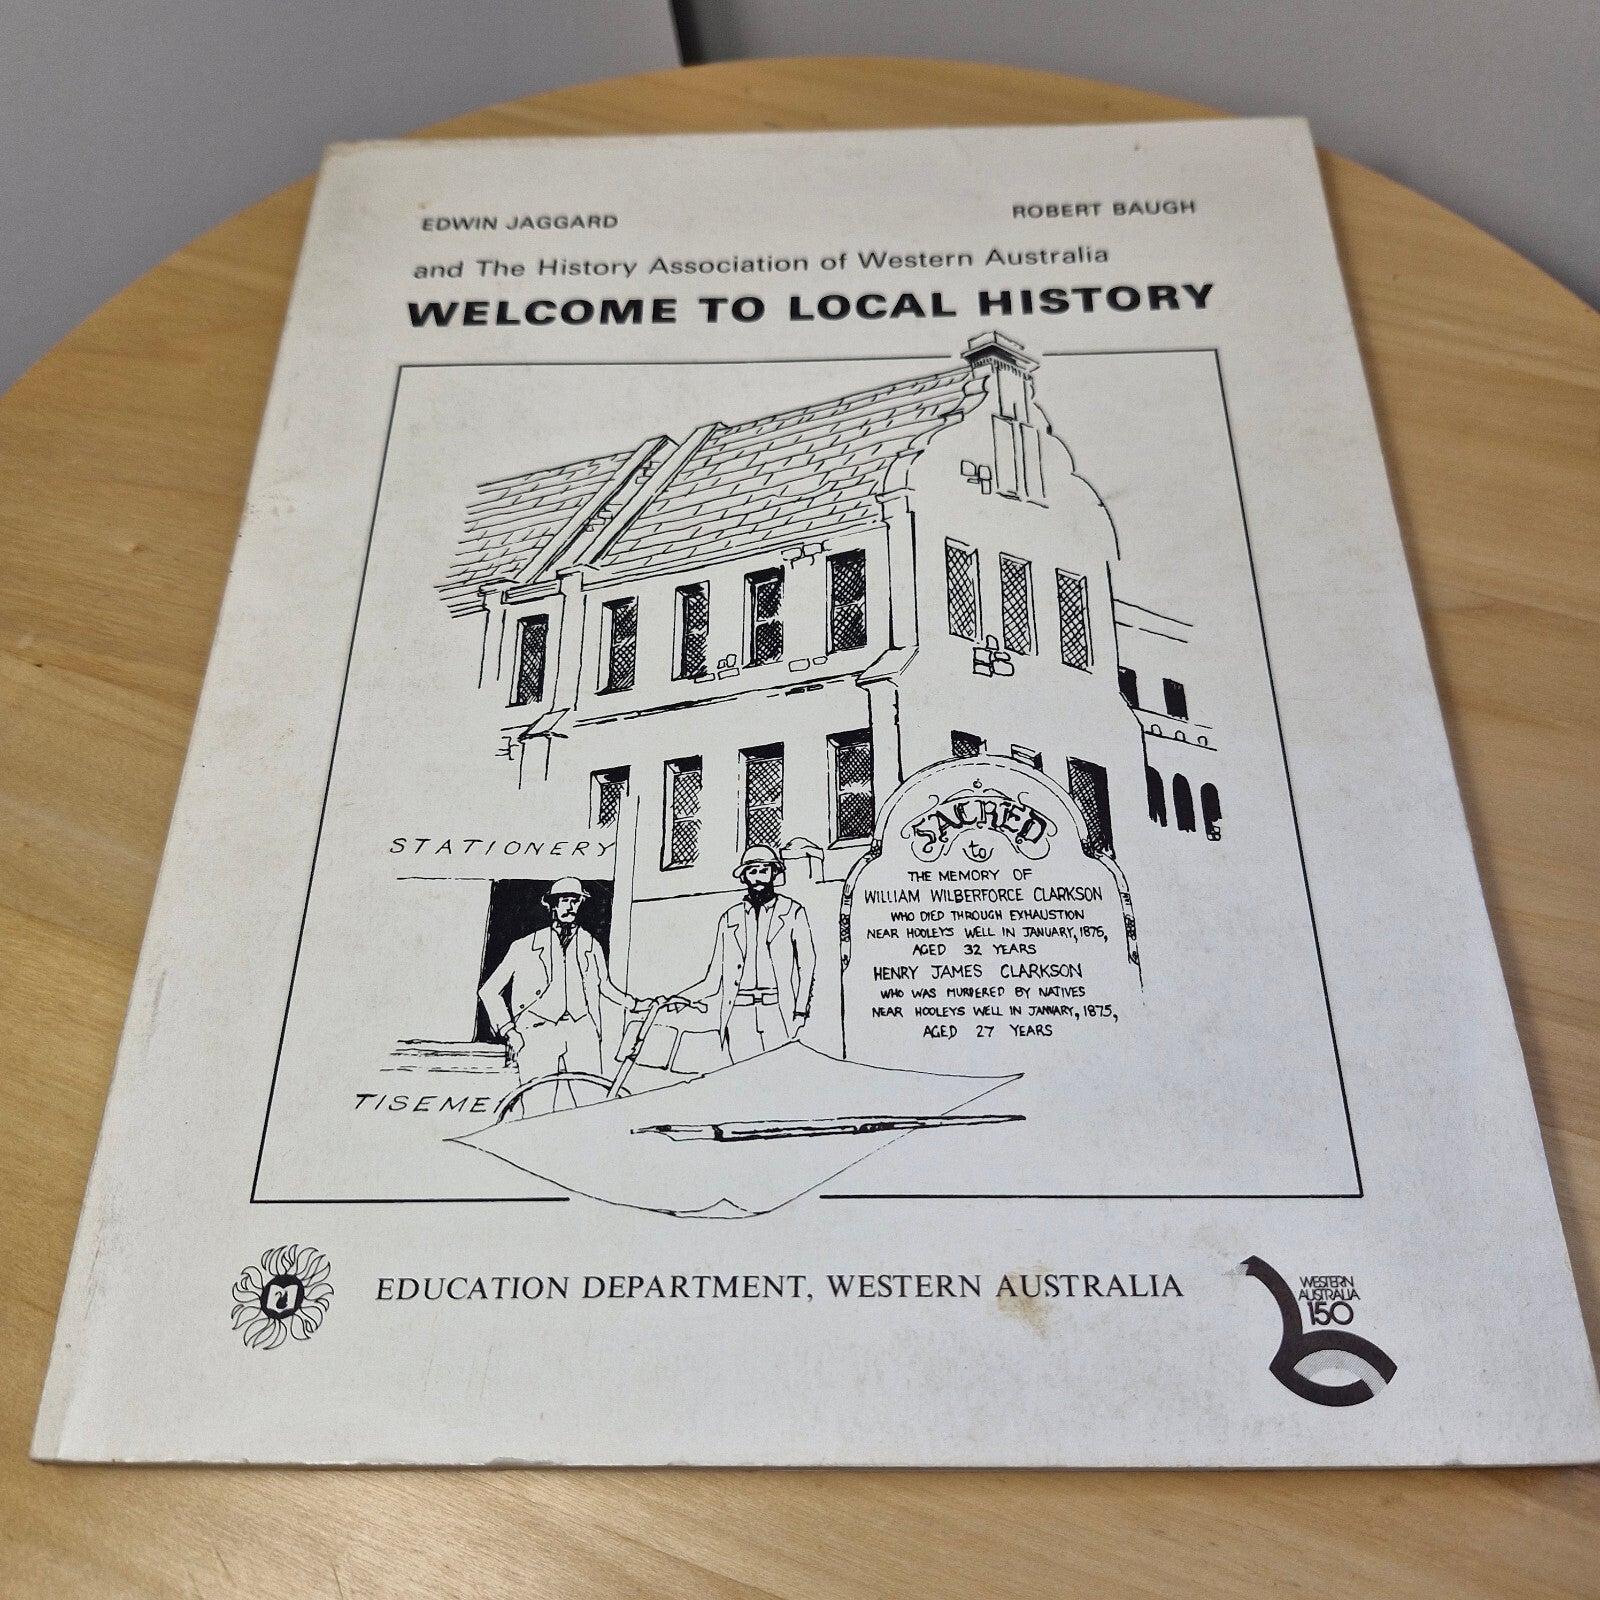 EDWIN JAGGARD
ROBERT BAUGH
and The History Association of Western Australia
WELCOME TO LOCAL HISTORY
STATIONERY
TISEME
SACRED
to
THE MEMORY OF
WILLIAM WILBERFORCE CLARKSON
WHO DIED THROUGH EXHAUSTION
NEAR HOOLEYS WELL IN JANUARY, 1875,
AGED 32 YEARS
HENRY JAMES CLARKSON
WHO WAS MURDERED BY NATIVES
NEAR HOOLEYS WELL IN JANUARY, 1875,
AGED 27 YEARS
EDUCATION DEPARTMENT, WESTERN AUSTRALIA
WESTERN
AUSTRALIA
150